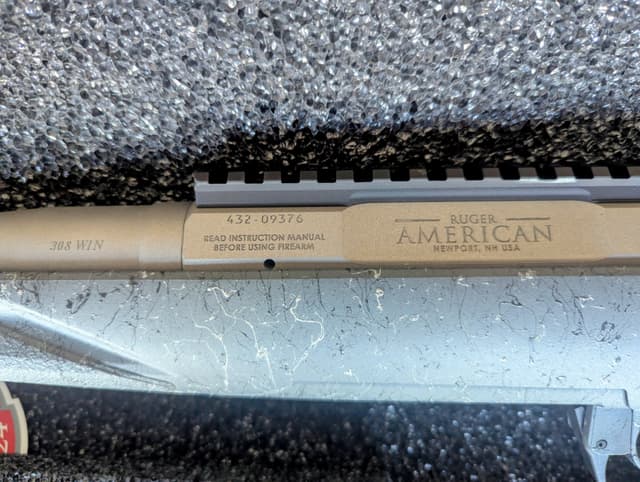 308 WIN
432-09376
READ INSTRUCTION MANUAL
BEFORE USING FIREARM
RUGER
AMERICAN
NEWPORT, NH USA